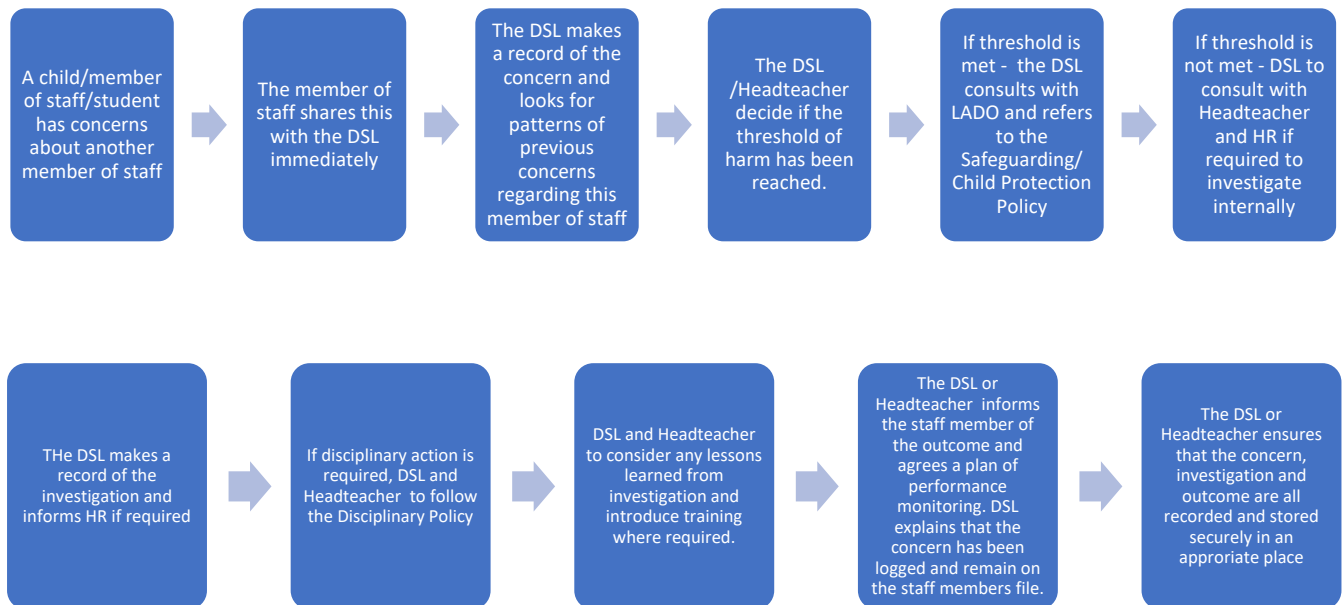 A child/member
of staff/student
has concerns
about another
member of staff
The member of
staff shares this
with the DSL
immediately
The DSL makes
a record of the
concern and
looks for
patterns of
previous
concerns
regarding this
member of staff
The DSL
/Headteacher
decide if the
threshold of
harm has been
reached.
If threshold is
met - the DSL
consults with
LADO and refers
to the
Safeguarding/
Child Protection
Policy
If threshold is
not met - DSL to
consult with
Headteacher
and HR if
required to
investigate
internally
THe DSL makes a
record of the
investigation and
informs HR if required
If disciplinary action is
required, DSL and
Headteacher to follow
the Disciplinary Policy
DSL and Headteacher
to consider any lessons
learned from
investigation and
introduce training
where required.
The DSL or
Headteacher informs
the staff member of
the outcome and
agrees a plan of
performance
monitoring. DSL
explains that the
concern has been
logged and remain on
the staff members file.
The DSL or
Headteacher ensures
that the concern,
investigation and
outcome are all
recorded and stored
securely in an
approriate place